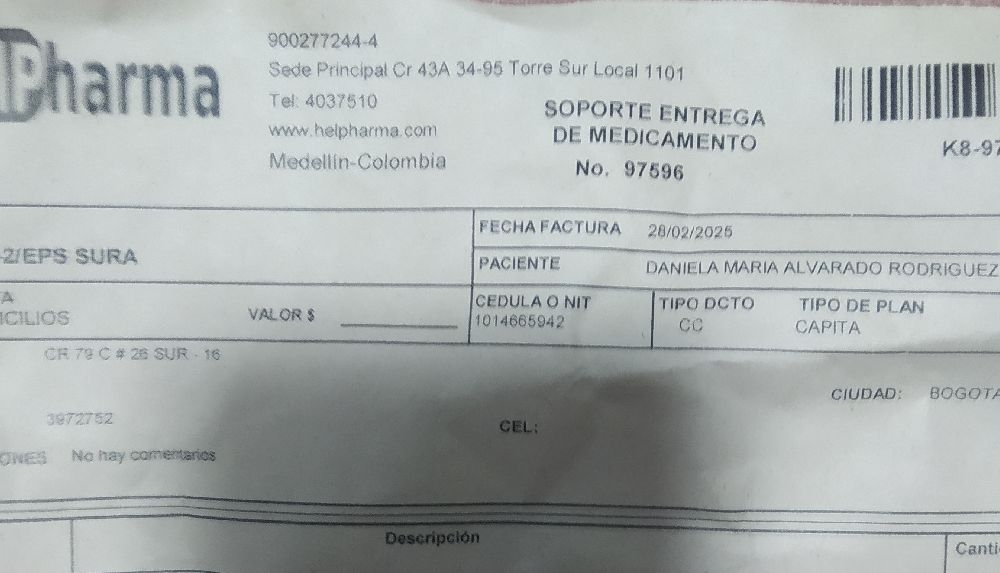 Pharma
900277244-4
Sede Principal Cr 43A 34-95 Torre Sur Local 1101
Tel: 4037510
www.helpharma.com
Medellín-Colombia
SOPORTE ENTREGA
DE MEDICAMENTO
No. 97596
K8-97
FECHA FACTURA 28/02/2025
-2/EPS SURA
PACIENTE DANIELA MARIA ALVARADO RODRIGUEZ
TA
ICILIOS VALOR $
CEDULA O NIT
1014665942
TIPO DCTO
CC
TIPO DE PLAN
CAPITA
CR 79 C # 26 SUR - 16
CIUDAD: BOGOTA
3972752
CEL:
ONES No hay comentarios
Descripción
Canti